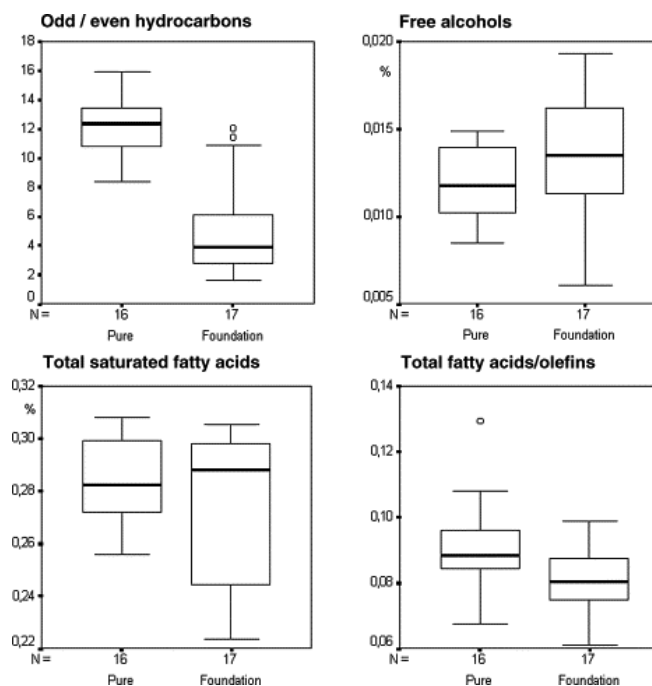 Odd / even hydrocarbons
18
16
14
12
10
8
6
4
2
0
N = 16 17
Pure Foundation
Free alcohols
0,020
%
0,015
0,010
0,005
N = 16 17
Pure Foundation
Total saturated fatty acids
0,32
%
0,30
0,28
0,26
0,24
0,22
N = 16 17
Pure Foundation
Total fatty acids/olefins
0,14
0,12
0,10
0,08
0,06
N = 16 17
Pure Foundation